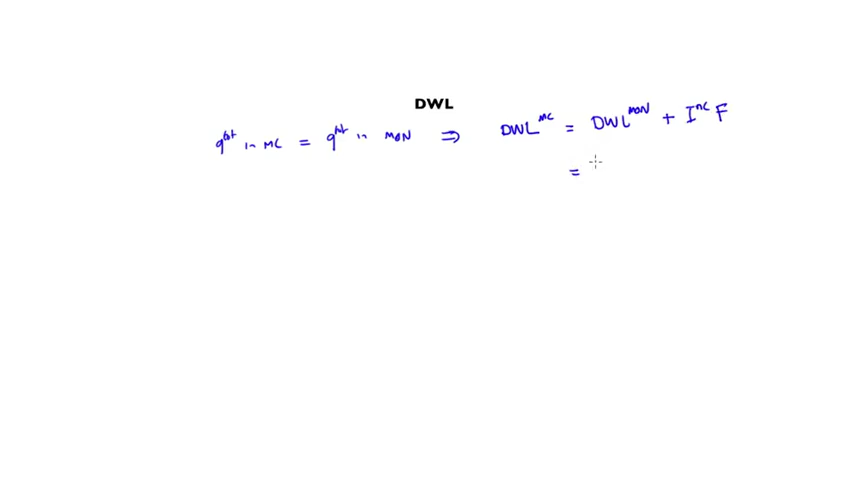 DWL
q^tot in MC = q^tot in MON ⇒ DWL^MC = DWL^MON + I^MC F
=